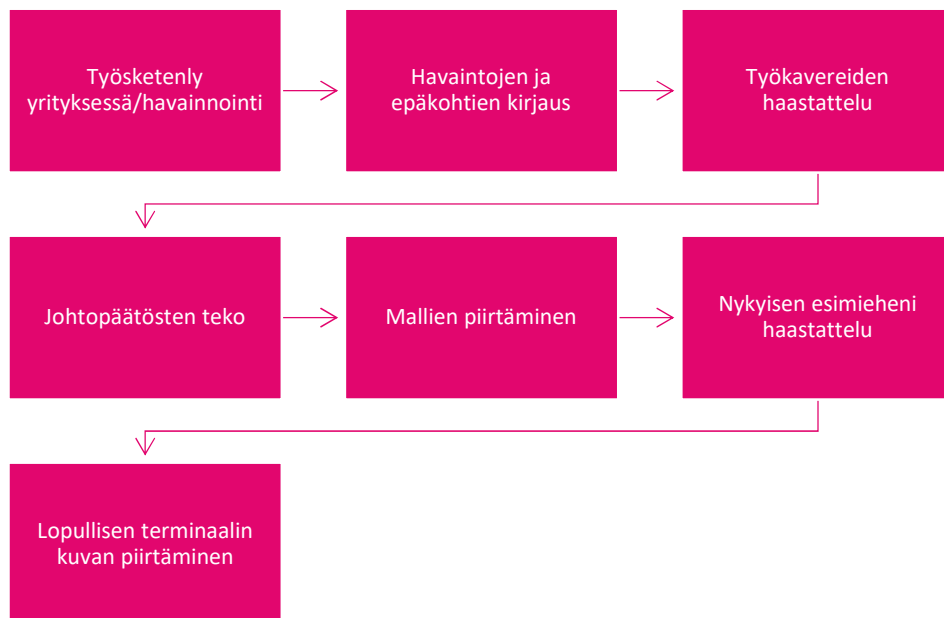 Työsketenly
yrityksessä/havainnointi
Havaintojen ja
epäkohtien kirjaus
Työkavereiden
haastattelu
Johtopäätösten teko
Mallien piirtäminen
Nykyisen esimieheni
haastattelu
Lopullisen terminaalin
kuvan piirtäminen